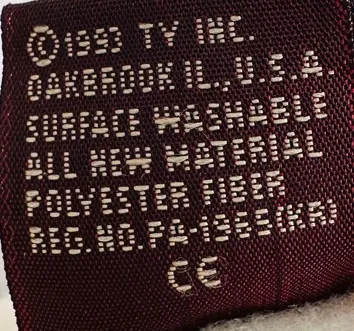 ©1993 TY INC.
OAKBROOK IL., U.S.A.
SURFACE WASHABLE
ALL NEW MATERIAL
POLYESTER FIBER
REG.NO.PA-1965(KR)
CE